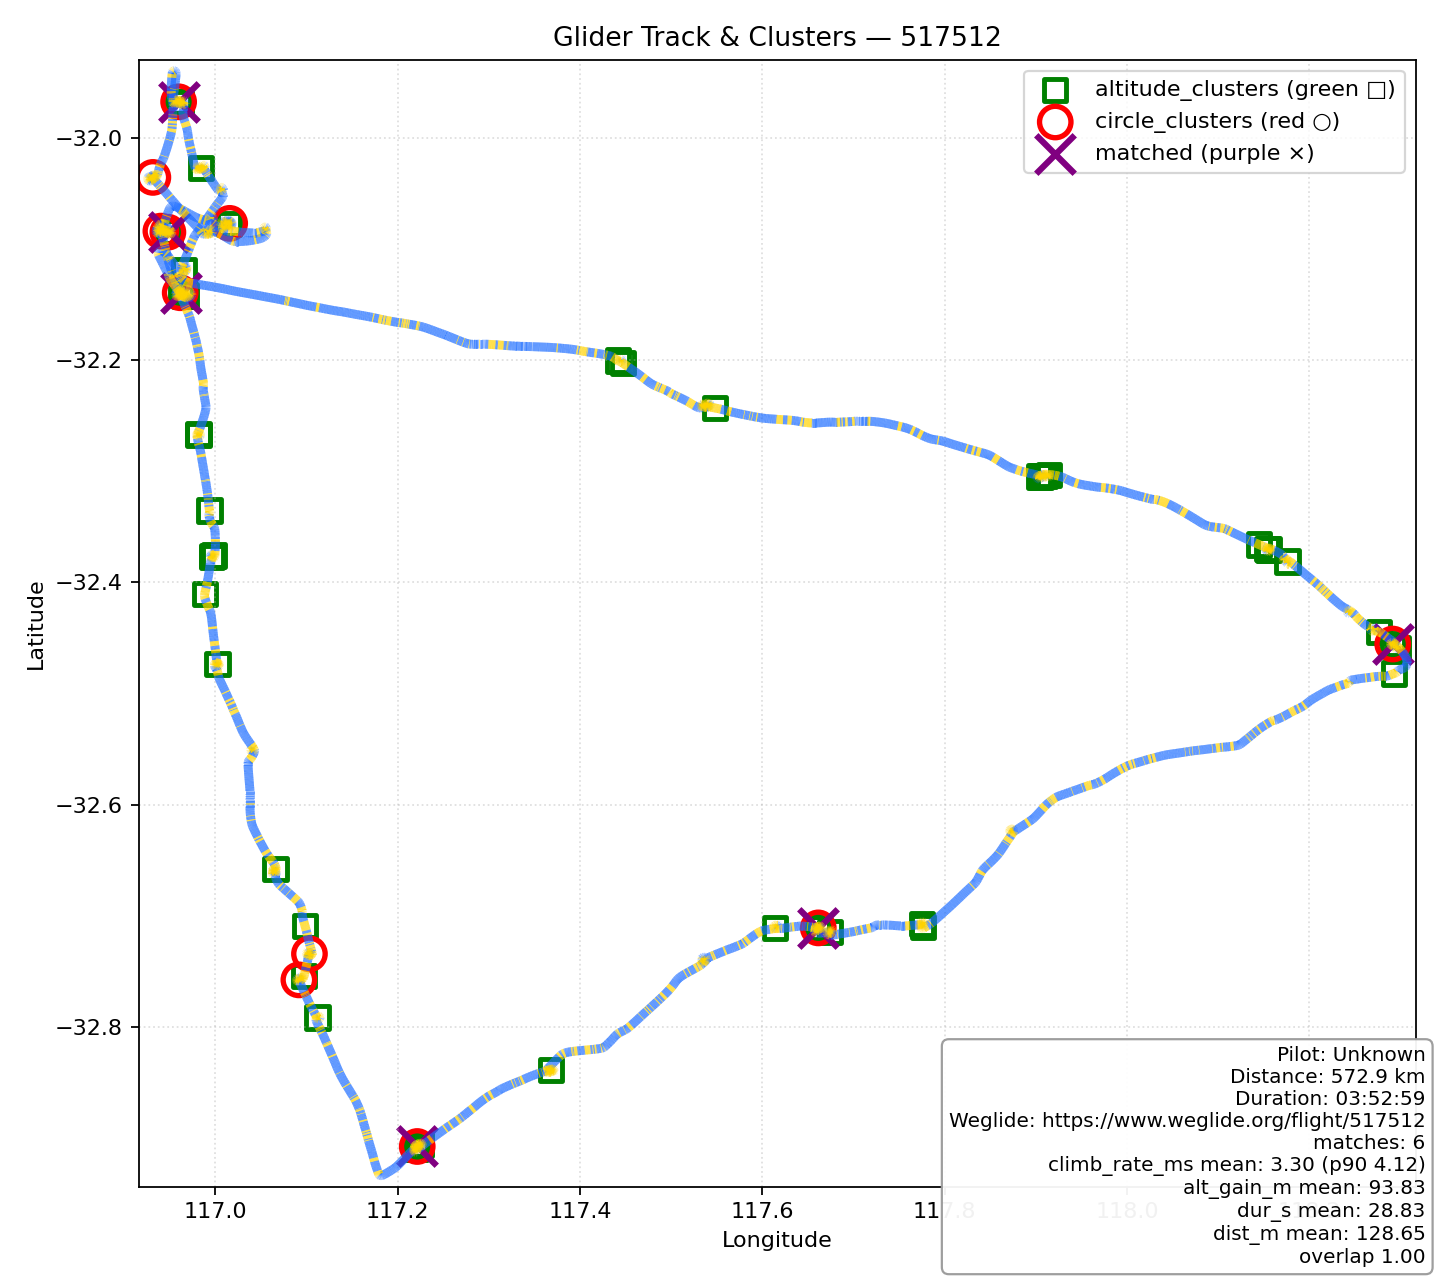 Glider Track & Clusters — 517512
altitude_clusters (green □)
circle_clusters (red ○)
matched (purple ×)
−32.0
−32.2
−32.4
−32.6
−32.8
Latitude
117.0
117.2
117.4
117.6
117.8
118.0
Longitude
Pilot: Unknown
Distance: 572.9 km
Duration: 03:52:59
Weglide: https://www.weglide.org/flight/517512
matches: 6
climb_rate_ms mean: 3.30 (p90 4.12)
alt_gain_m mean: 93.83
dur_s mean: 28.83
dist_m mean: 128.65
overlap 1.00